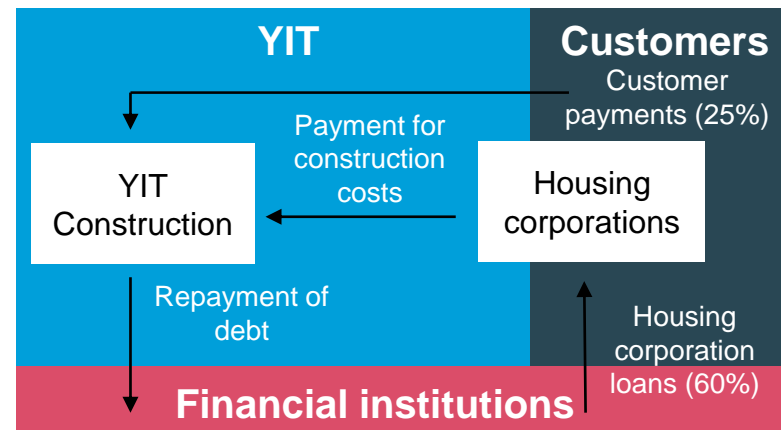 YIT
Customers
Customer
payments (25%)
Payment for
construction
costs
YIT
Construction
Housing
corporations
Repayment of
debt
Housing
corporation
loans (60%)
Financial institutions